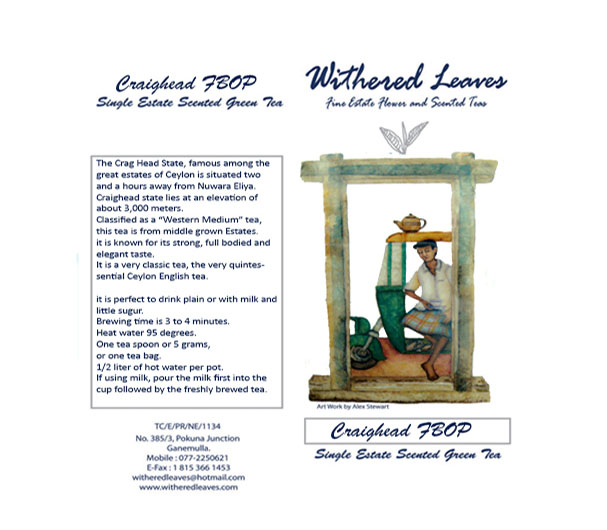 Craighead FBOP
Single Estate Scented Green Tea
The Crag Head State, famous among the
great estates of Ceylon is situated two
and a hours away from Nuwara Eliya.
Craighead state lies at an elevation of
about 3,000 meters.
Classified as a “Western Medium” tea,
this tea is from middle grown Estates.
it is known for its strong, full bodied and
elegant taste.
It is a very classic tea, the very quintes-
sential Ceylon English tea.
it is perfect to drink plain or with milk and
little sugur.
Brewing time is 3 to 4 minutes.
Heat water 95 degrees.
One tea spoon or 5 grams,
or one tea bag.
1/2 liter of hot water per pot.
If using milk, pour the milk first into the
cup followed by the freshly brewed tea.
TC/E/PR/NE/1134
No. 385/3, Pokuna Junction
Ganemulla.
Mobile : 077-2250621
E-Fax : 1 815 366 1453
witheredleaves@hotmail.com
www.witheredleaves.com
Withered Leaves
Fine Estate Flower and Scented Teas
Art Work by Alex Stewart
Craighead FBOP
Single Estate Scented Green Tea